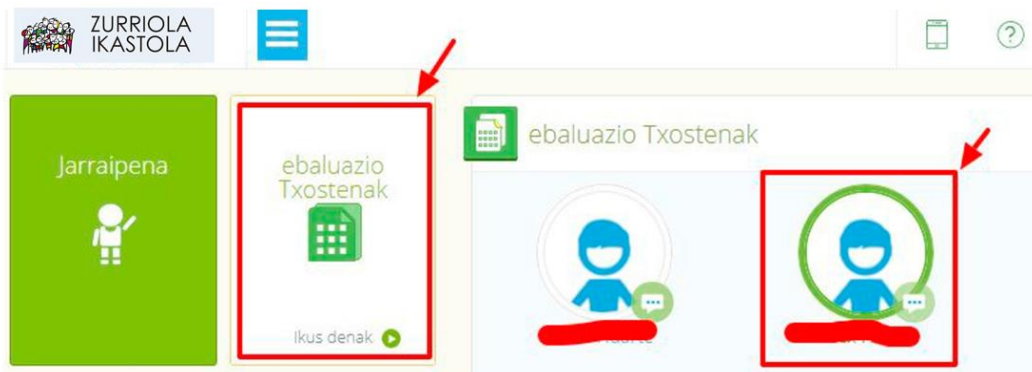 ZURRIOLA
IKASTOLA
Jarraipena
ebaluazio
Txostenak
Ikus denak
ebaluazio Txostenak